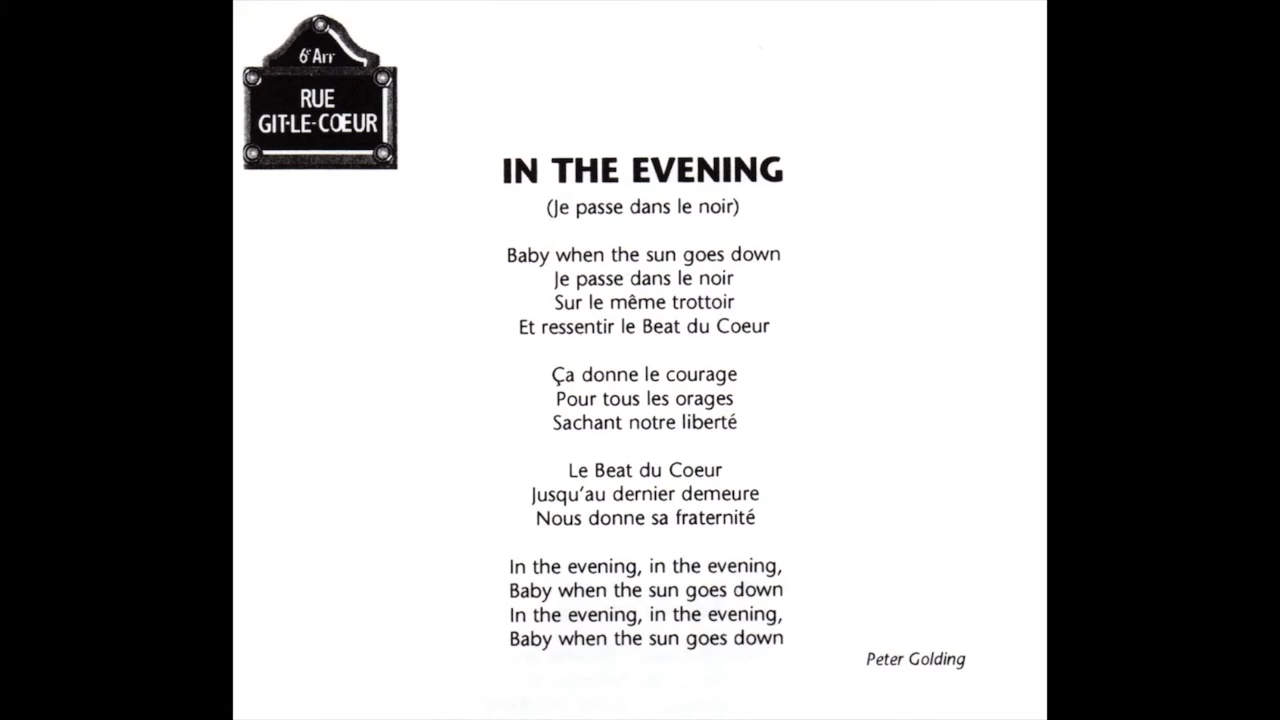 6e Arr
RUE
GIT-LE-COEUR
IN THE EVENING
(Je passe dans le noir)
Baby when the sun goes down
Je passe dans le noir
Sur le même trottoir
Et ressentir le Beat du Coeur
Ça donne le courage
Pour tous les orages
Sachant notre liberté
Le Beat du Coeur
Jusqu'au dernier demeure
Nous donne sa fraternité
In the evening, in the evening,
Baby when the sun goes down
In the evening, in the evening,
Baby when the sun goes down
Peter Golding